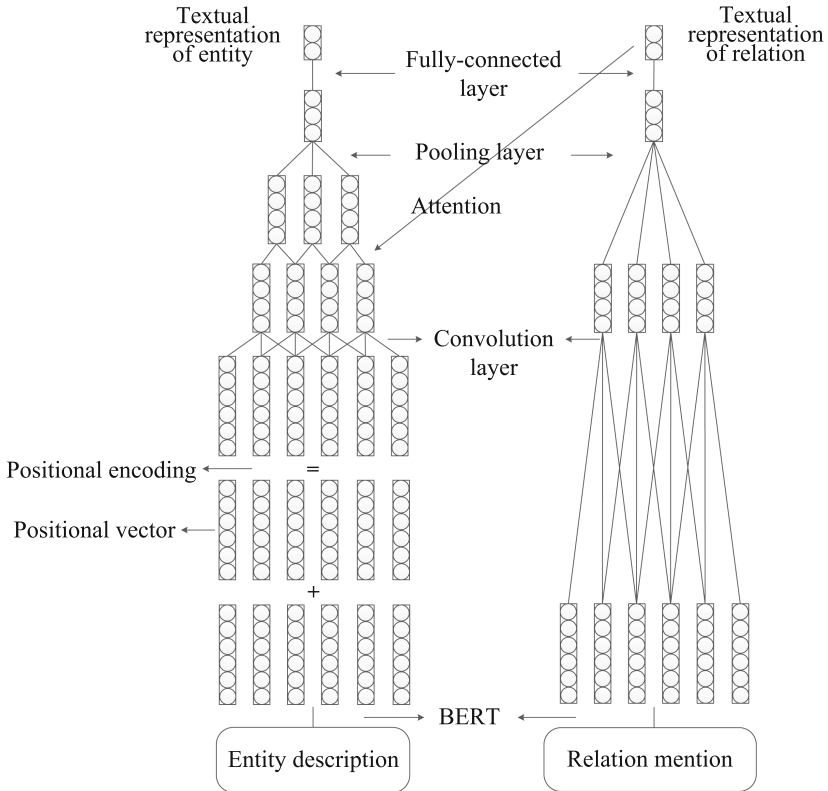 Textual
representation
of entity
Textual
representation
of relation
Fully-connected
layer
Pooling layer
Attention
Convolution
layer
Positional encoding
=
Positional vector
+
BERT
Entity description
Relation mention